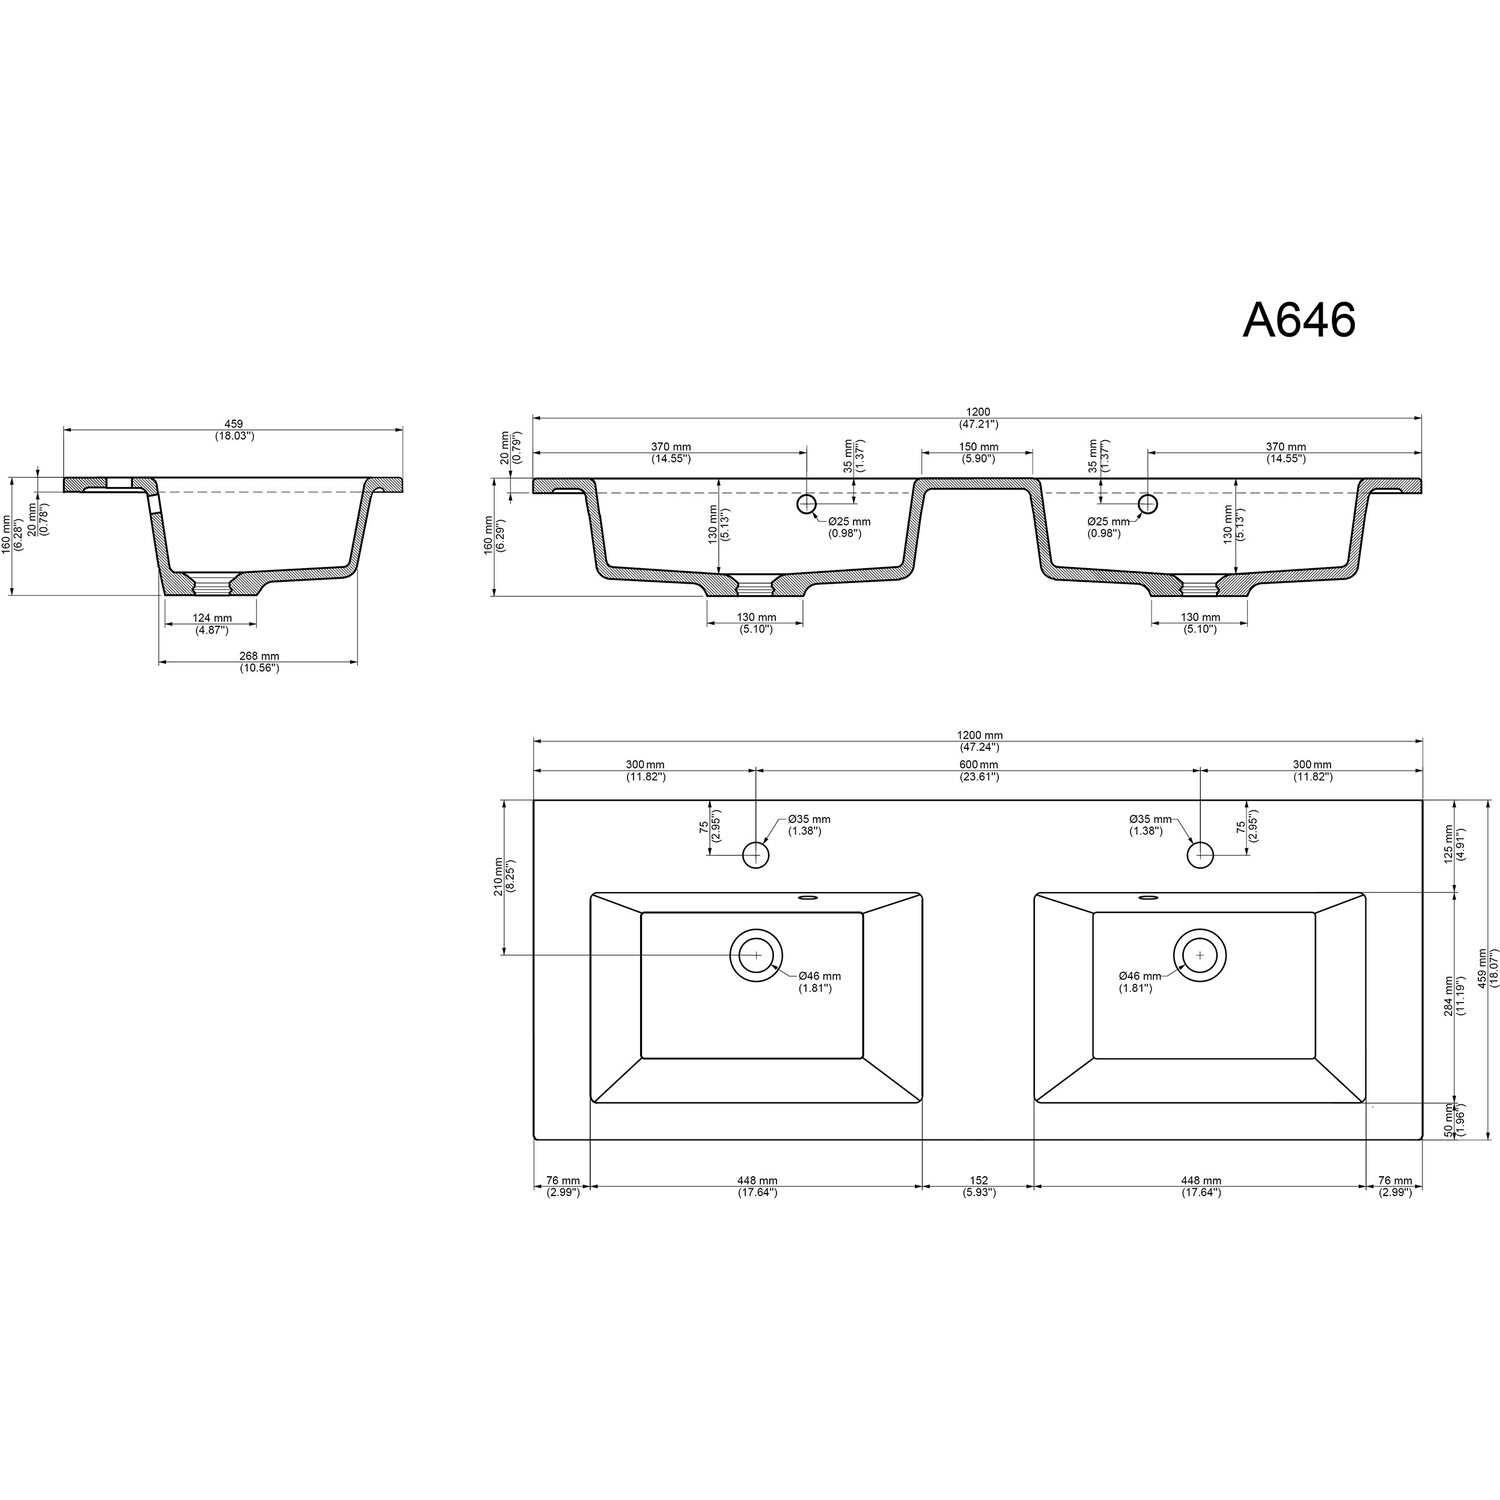 A646
459
(18.03")
160 mm
(6.28")
20 mm
(0.78")
124 mm
(4.87")
268 mm
(10.56")
1200
(47.21")
20 mm
(0.79")
370 mm
(14.55")
35 mm
(1.37")
150 mm
(5.90")
35 mm
(1.37")
370 mm
(14.55")
160 mm
(6.29")
130 mm
(5.13")
Ø25 mm
(0.98")
Ø25 mm
(0.98")
130 mm
(5.13")
130 mm
(5.10")
130 mm
(5.10")
1200 mm
(47.24")
300 mm
(11.82")
600 mm
(23.61")
300 mm
(11.82")
210 mm
(8.25")
75
(2.95")
Ø35 mm
(1.38")
Ø35 mm
(1.38")
75
(2.95")
125 mm
(4.91")
Ø46 mm
(1.81")
Ø46 mm
(1.81")
284 mm
(11.19")
459 mm
(18.07")
50 mm
(1.96")
76 mm
(2.99")
448 mm
(17.64")
152
(5.93")
448 mm
(17.64")
76 mm
(2.99")